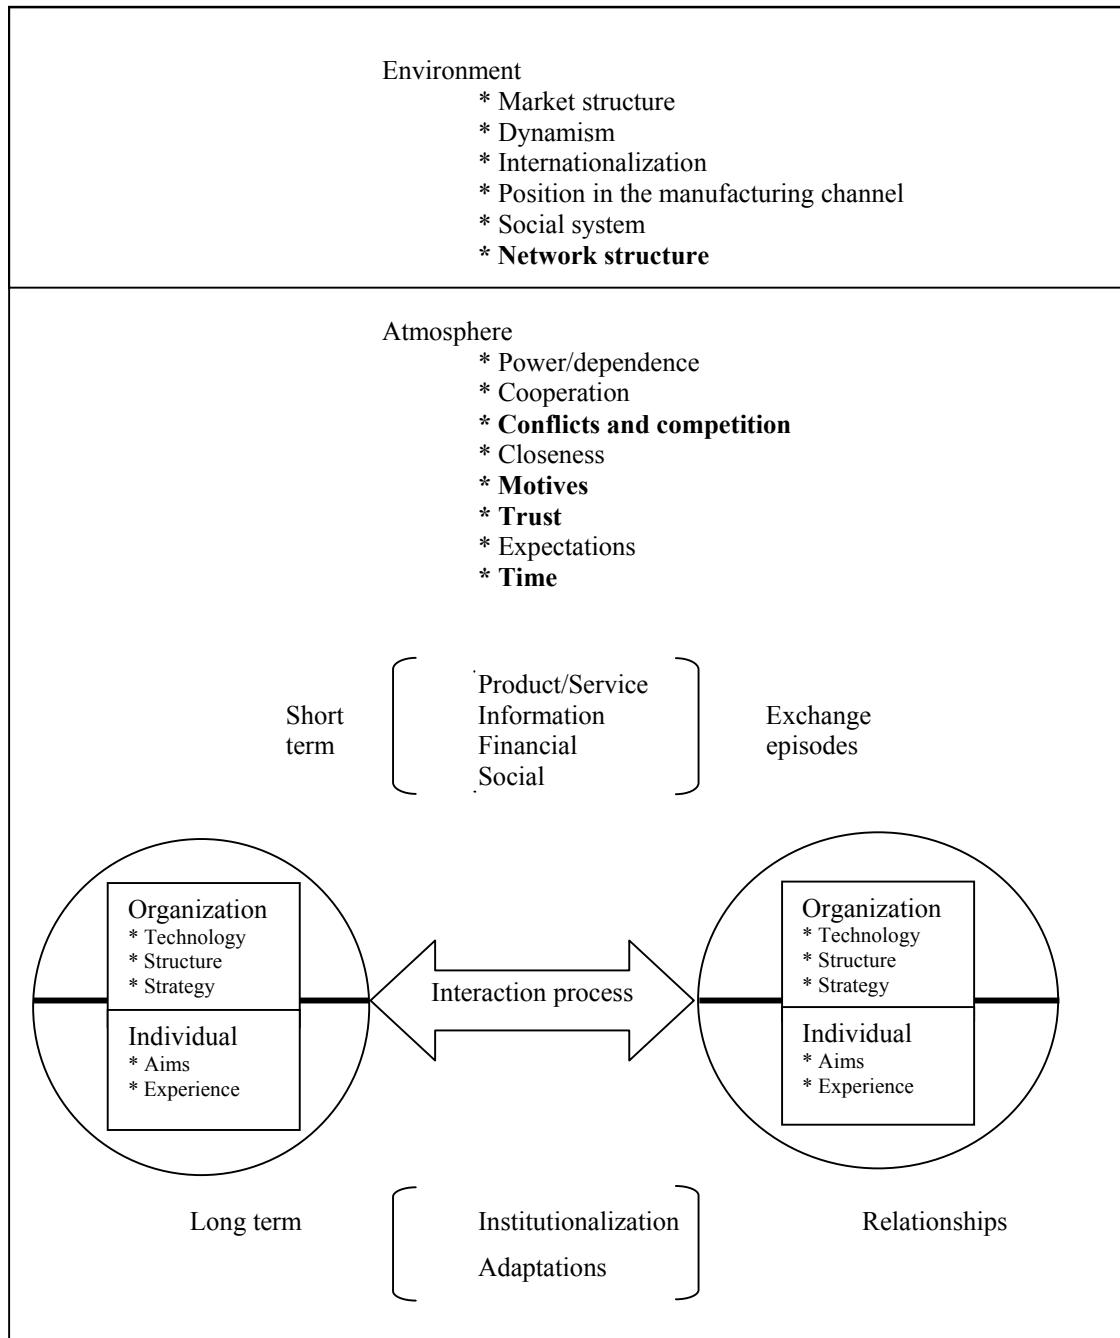 Environment
* Market structure
* Dynamism
* Internationalization
* Position in the manufacturing channel
* Social system
* Network structure
Atmosphere
* Power/dependence
* Cooperation
* Conflicts and competition
* Closeness
* Motives
* Trust
* Expectations
* Time
Short
term
Product/Service
Information
Financial
Social
Exchange
episodes
Organization
* Technology
* Structure
* Strategy
Individual
* Aims
* Experience
Interaction process
Organization
* Technology
* Structure
* Strategy
Individual
* Aims
* Experience
Long term
Institutionalization
Adaptations
Relationships